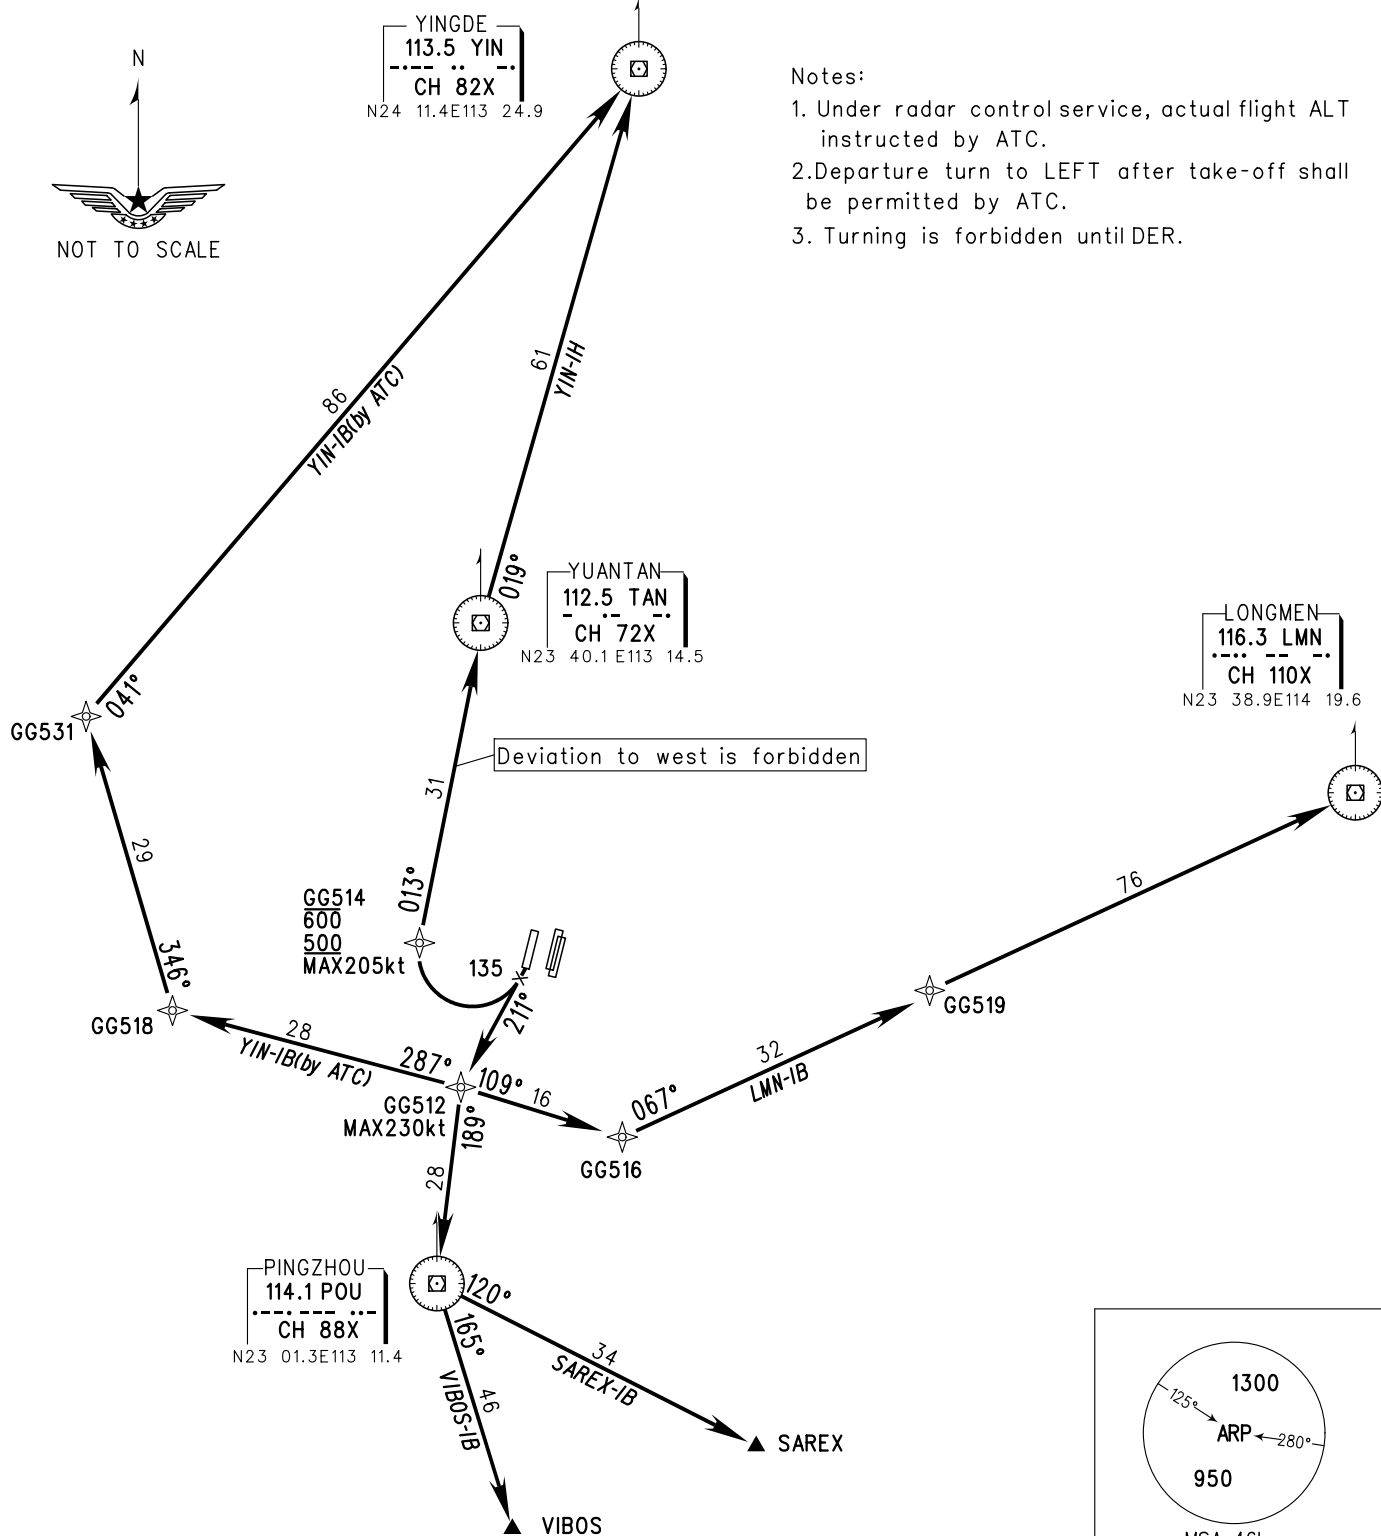 YINGDE
113.5 YIN
CH 82X
N24 11.4E113 24.9
N
NOT TO SCALE
Notes:
1. Under radar control service, actual flight ALT
instructed by ATC.
2.Departure turn to LEFT after take-off shall
be permitted by ATC.
3. Turning is forbidden until DER.
86
YIN-1B(by ATC)
61
YIN-1H
019°
YUANTAN
112.5 TAN
CH 72X
N23 40.1 E113 14.5
LONGMEN
116.3 LMN
CH 110X
N23 38.9E114 19.6
041°
GG531
Deviation to west is forbidden
31
29
013°
76
GG514
600
500
MAX205kt
135
211°
346°
GG518
GG519
28
YIN-1B(by ATC)
287°
109°
16
GG512
MAX230kt
189°
28
32
LMN-1B
067°
GG516
PINGZHOU
114.1 POU
CH 88X
N23 01.3E113 11.4
120°
165°
34
SAREX-1B
46
VIBOS-1B
SAREX
VIBOS
1300
125°
ARP
280°
950